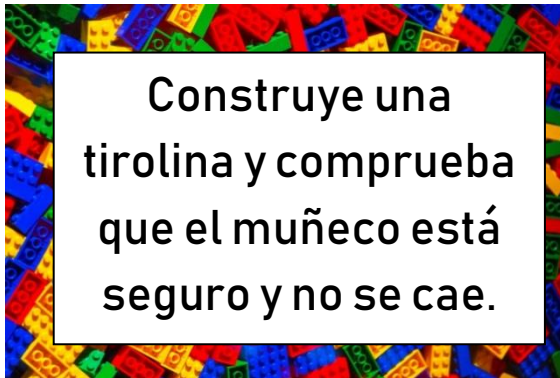 Construye una
tirolina y comprueba
que el muñeco está
seguro y no se cae.